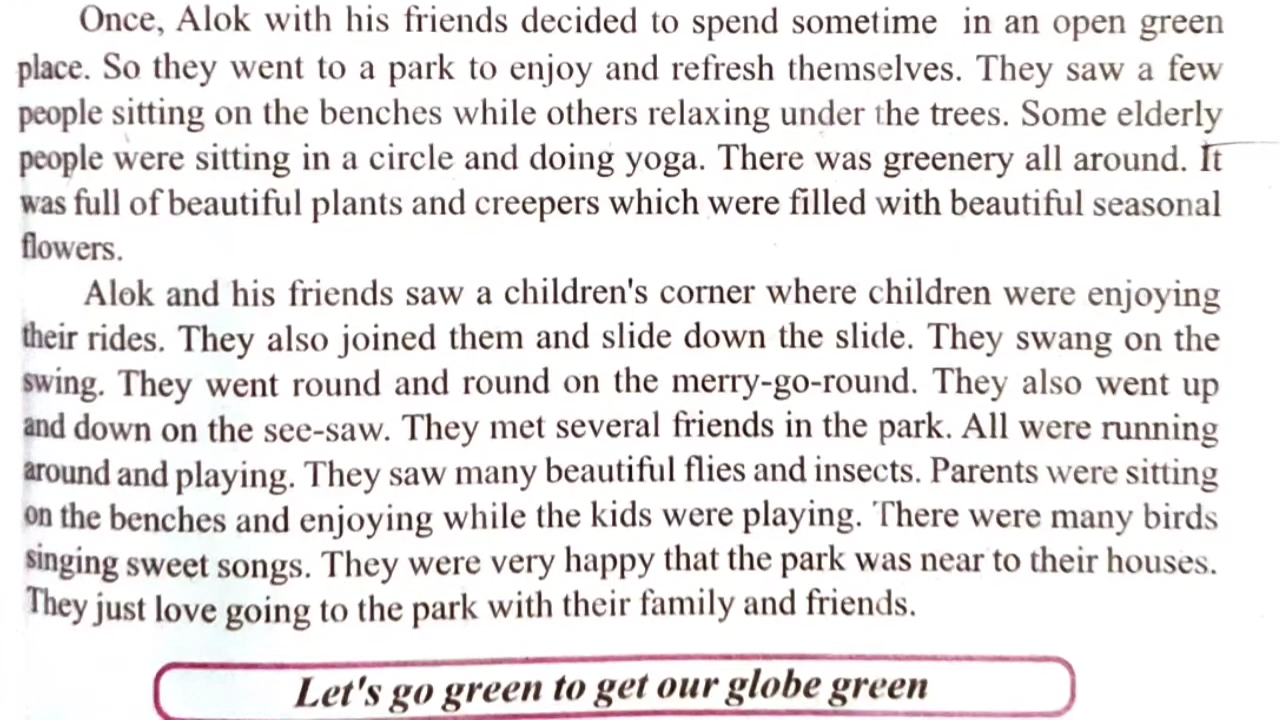 Once, Alok with his friends decided to spend sometime in an open green
place. So they went to a park to enjoy and refresh themselves. They saw a few
people sitting on the benches while others relaxing under the trees. Some elderly
people were sitting in a circle and doing yoga. There was greenery all around. It
was full of beautiful plants and creepers which were filled with beautiful seasonal
flowers.
Alok and his friends saw a children's corner where children were enjoying
their rides. They also joined them and slide down the slide. They swang on the
swing. They went round and round on the merry-go-round. They also went up
and down on the see-saw. They met several friends in the park. All were running
around and playing. They saw many beautiful flies and insects. Parents were sitting
on the benches and enjoying while the kids were playing. There were many birds
singing sweet songs. They were very happy that the park was near to their houses.
They just love going to the park with their family and friends.
Let's go green to get our globe green